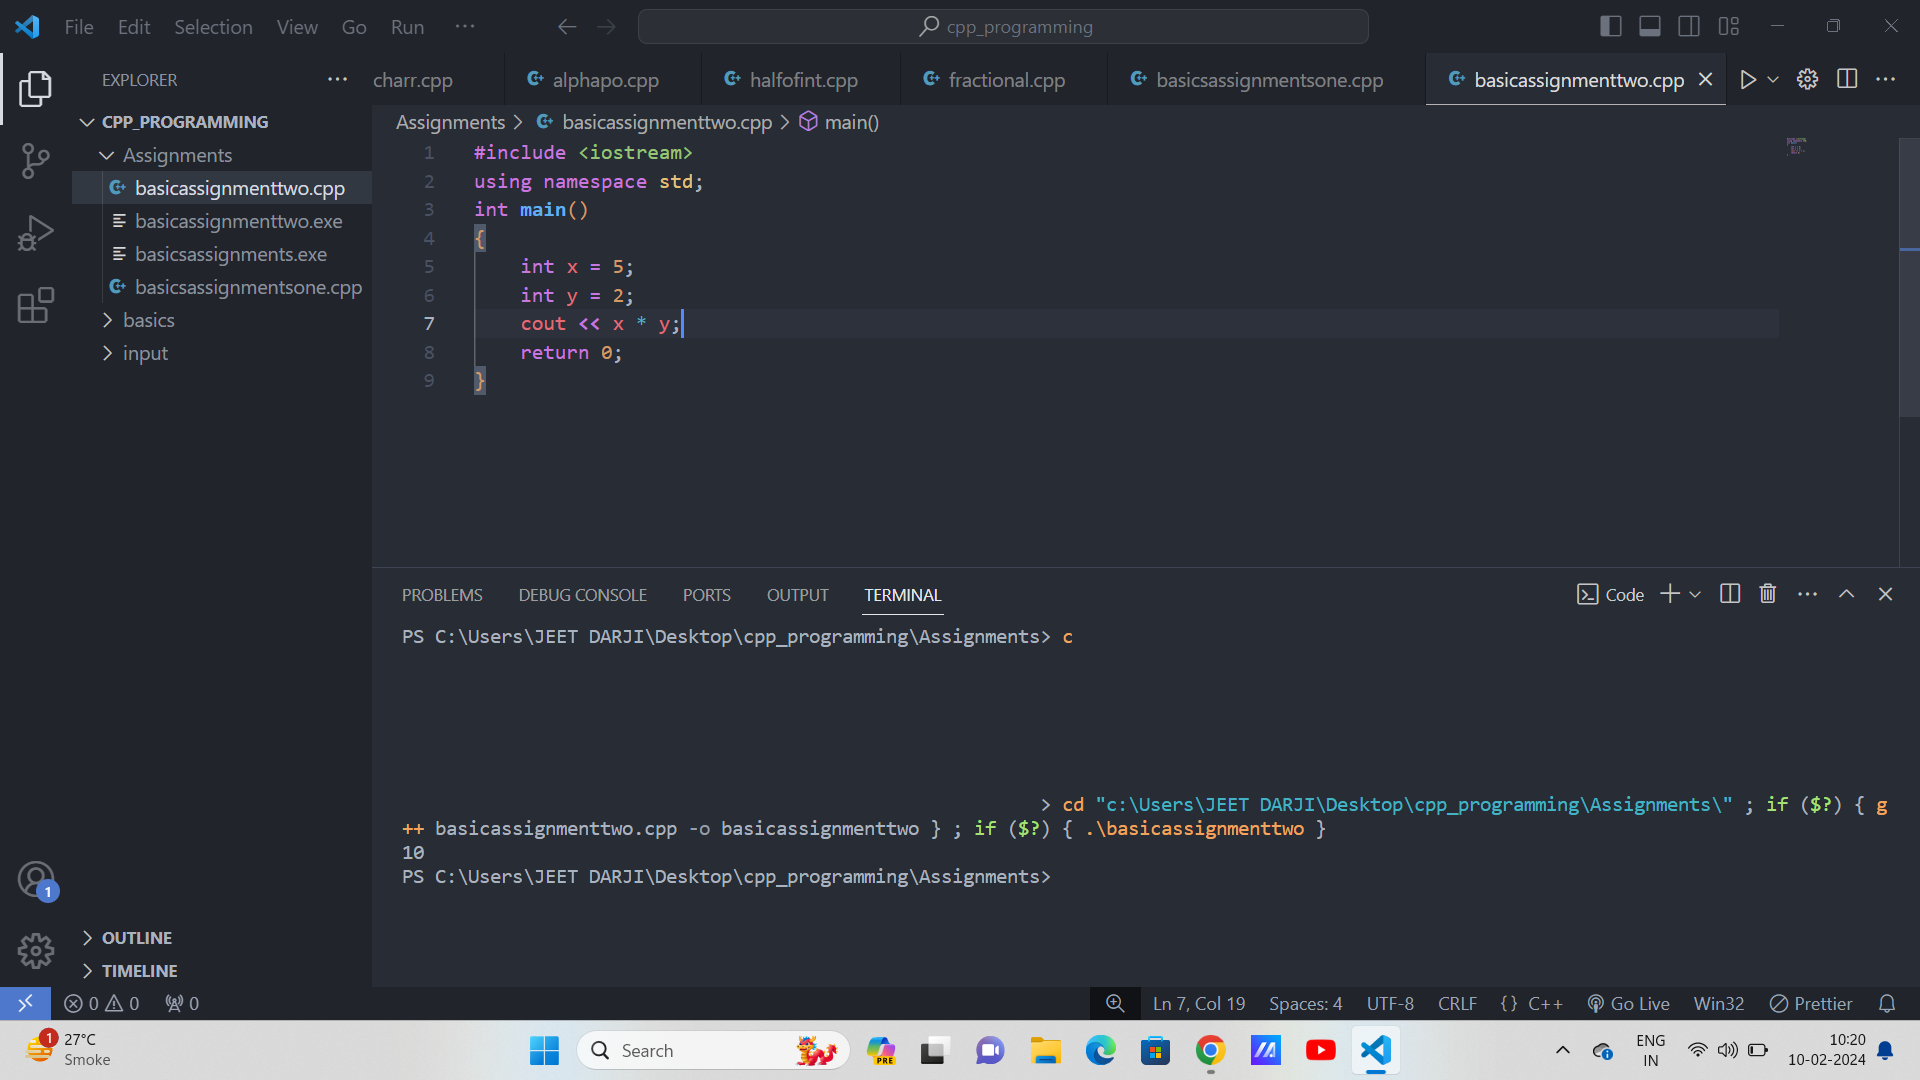 File Edit Selection View Go Run ··· cpp_programming
EXPLORER ··· charr.cpp alphapo.cpp halfofint.cpp fractional.cpp basicsassignmentsone.cpp basicassignmenttwo.cpp
CPP_PROGRAMMING
Assignments
basicassignmenttwo.cpp
basicassignmenttwo.exe
basicsassignments.exe
basicsassignmentsone.cpp
basics
input
OUTLINE
TIMELINE
Assignments > basicassignmenttwo.cpp > main()
1 #include <iostream>
2 using namespace std;
3 int main()
4 {
5 int x = 5;
6 int y = 2;
7 cout << x * y;
8 return 0;
9 }
PROBLEMS DEBUG CONSOLE PORTS OUTPUT TERMINAL Code
PS C:\Users\JEET DARJI\Desktop\cpp_programming\Assignments> c
> cd "c:\Users\JEET DARJI\Desktop\cpp_programming\Assignments\" ; if ($?) { g
++ basicassignmenttwo.cpp -o basicassignmenttwo } ; if ($?) { .\basicassignmenttwo }
10
PS C:\Users\JEET DARJI\Desktop\cpp_programming\Assignments>
1
0 0 0 Ln 7, Col 19 Spaces: 4 UTF-8 CRLF {} C++ Go Live Win32 Prettier
1 27°C
Smoke
Search
PRE
ENG
IN
10:20
10-02-2024